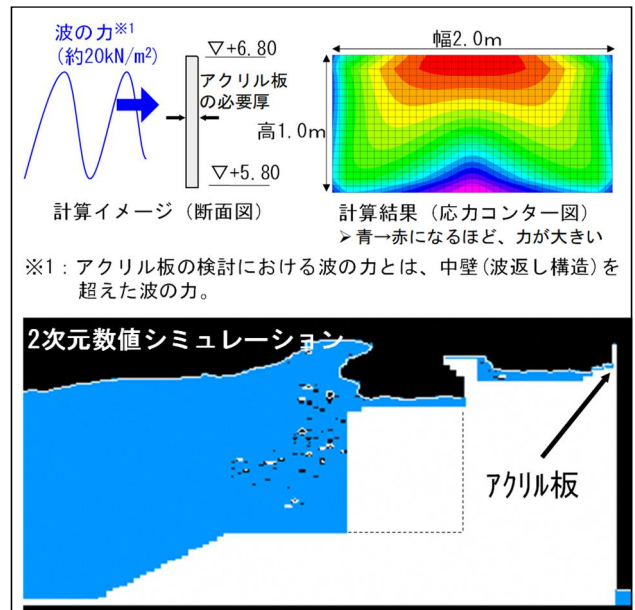 波の力※1
(約20kN/m²)
▽+6.80
アクリル板
の必要厚
▽+5.80
計算イメージ(断面図)
幅2.0m
高1.0m
計算結果(応力コンター図)
➢青→赤になるほど、力が大きい
※1:アクリル板の検討における波の力とは、中壁(波返し構造)を
超えた波の力。
2次元数値シミュレーション
アクリル板